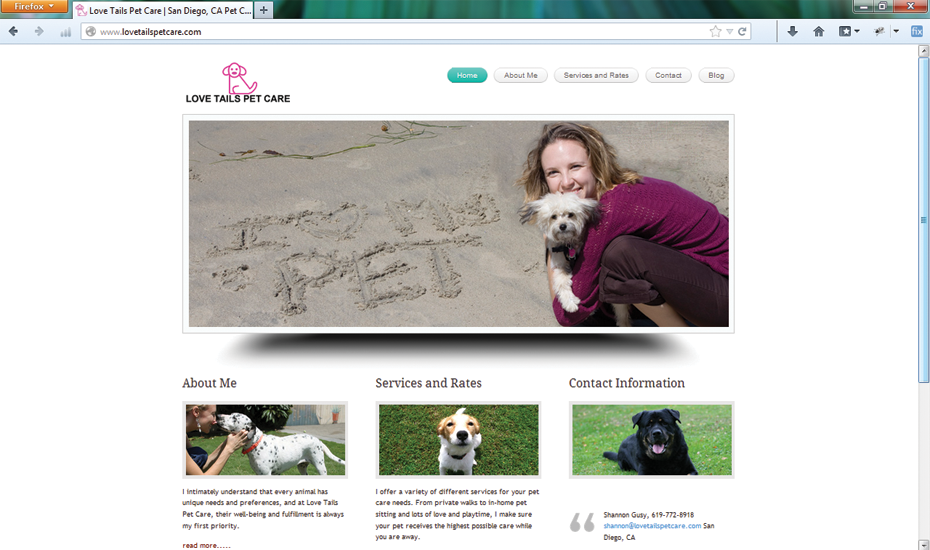 Firefox
Love Tails Pet Care | San Diego, CA Pet C...
www.lovetailspetcare.com
fix
LOVE TAILS PET CARE
Home
About Me
Services and Rates
Contact
Blog
I ♡ MY
PET
About Me
Services and Rates
Contact Information
I intimately understand that every animal has
unique needs and preferences, and at Love Tails
Pet Care, their well-being and fulfillment is always
my first priority.
read more.....
I offer a variety of different services for your pet
care needs. From private walks to in-home pet
sitting and lots of love and playtime, I make sure
your pet receives the highest possible care while
you are away.
Shannon Gusy, 619-772-8918
shannon@lovetailspetcare.com San
Diego, CA